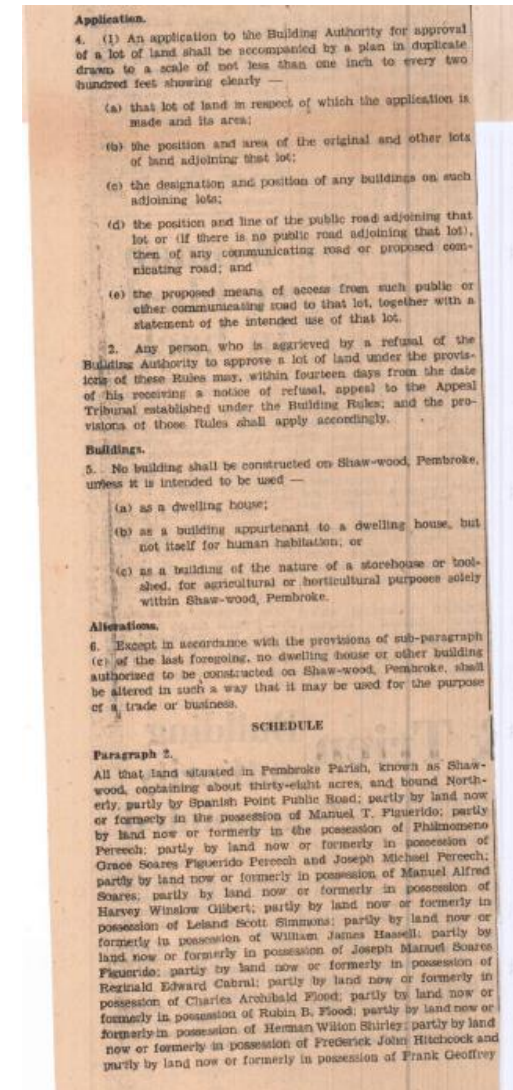 Application.
4. (1) An application to the Building Authority for approval
of a lot of land shall be accompanied by a plan in duplicate
drawn to a scale of not less than one inch to every two
hundred feet showing clearly —
(a) that lot of land in respect of which the application is
made and its area;
(b) the position and area of the original and other lots
of land adjoining that lot;
(c) the designation and position of any buildings on such
adjoining lots;
(d) the position and line of the public road adjoining that
lot or (if there is no public road adjoining that lot),
then of any communicating road or proposed com-
nicating road; and
(e) the proposed means of access from such public or
other communicating road to that lot, together with a
statement of the intended use of that lot.
2. Any person who is aggrieved by a refusal of the
Building Authority to approve a lot of land under the provis-
ions of these Rules may, within fourteen days from the date
of his receiving a notice of refusal, appeal to the Appeal
Tribunal established under the Building Rules; and the pro-
visions of those Rules shall apply accordingly.
Buildings.
5. No building shall be constructed on Shaw-wood, Pembroke,
unless it is intended to be used —
(a) as a dwelling house;
(b) as a building appurtenant to a dwelling house, but
not itself for human habitation; or
(c) as a building of the nature of a storehouse or tool-
shed, for agricultural or horticultural purposes solely
within Shaw-wood, Pembroke.
Alterations.
6. Except in accordance with the provisions of sub-paragraph
(c) of the last foregoing, no dwelling house or other building
authorised to be constructed on Shaw-wood, Pembroke, shall
be altered in such a way that it may be used for the purpose
of a trade or business.
SCHEDULE
Paragraph 2.
All that land situated in Pembroke Parish, known as Shaw-
wood, containing about thirty-eight acres, and bound North-
erly, partly by Spanish Point Public Road; partly by land now
or formerly in the possession of Manuel T. Figuerido; partly
by land now or formerly in the possession of Philmomeno
Pereech; partly by land now or formerly in possession of
Grace Soares Figuerido Pereech and Joseph Michael Pereech;
partly by land now or formerly in possession of Manuel Alfred
Soares; partly by land now or formerly in possession of
Harvey Winslow Gilbert; partly by land now or formerly in
possession of Leland Scott Simmons; partly by land now or
formerly in possession of William James Hassell; partly by
land now or formerly in possession of Joseph Manuel Soares
Figuerido; partly by land now or formerly in possession of
Reginald Edward Cabral; partly by land now or formerly in
possession of Charles Archibald Flood; partly by land now or
formerly in possession of Rubin B. Flood; partly by land now or
formerly in possession of Herman Wilton Shirley; partly by land
now or formerly in possession of Frederick John Hitchcock and
partly by land now or formerly in possession of Frank Geoffrey